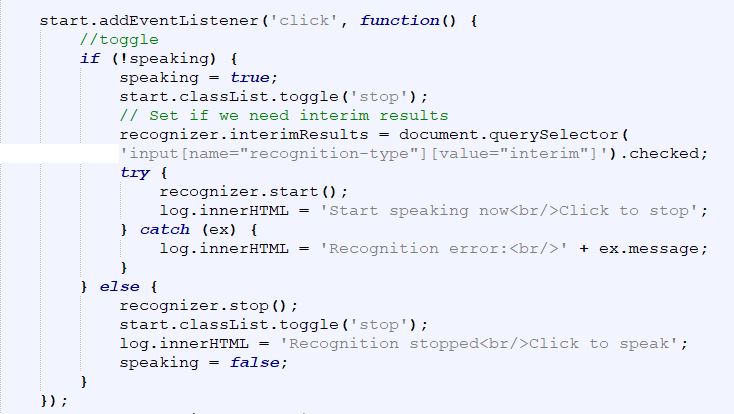 start.addEventListener('click', function() {
//toggle
if (!speaking) {
speaking = true;
start.classList.toggle('stop');
// Set if we need interim results
recognizer.interimResults = document.querySelector(
'input[name="recognition-type"][value="interim"]').checked;
try {
recognizer.start();
log.innerHTML = 'Start speaking now<br/>Click to stop';
} catch (ex) {
log.innerHTML = 'Recognition error:<br/>' + ex.message;
}
} else {
recognizer.stop();
start.classList.toggle('stop');
log.innerHTML = 'Recognition stopped<br/>Click to speak';
speaking = false;
}
});